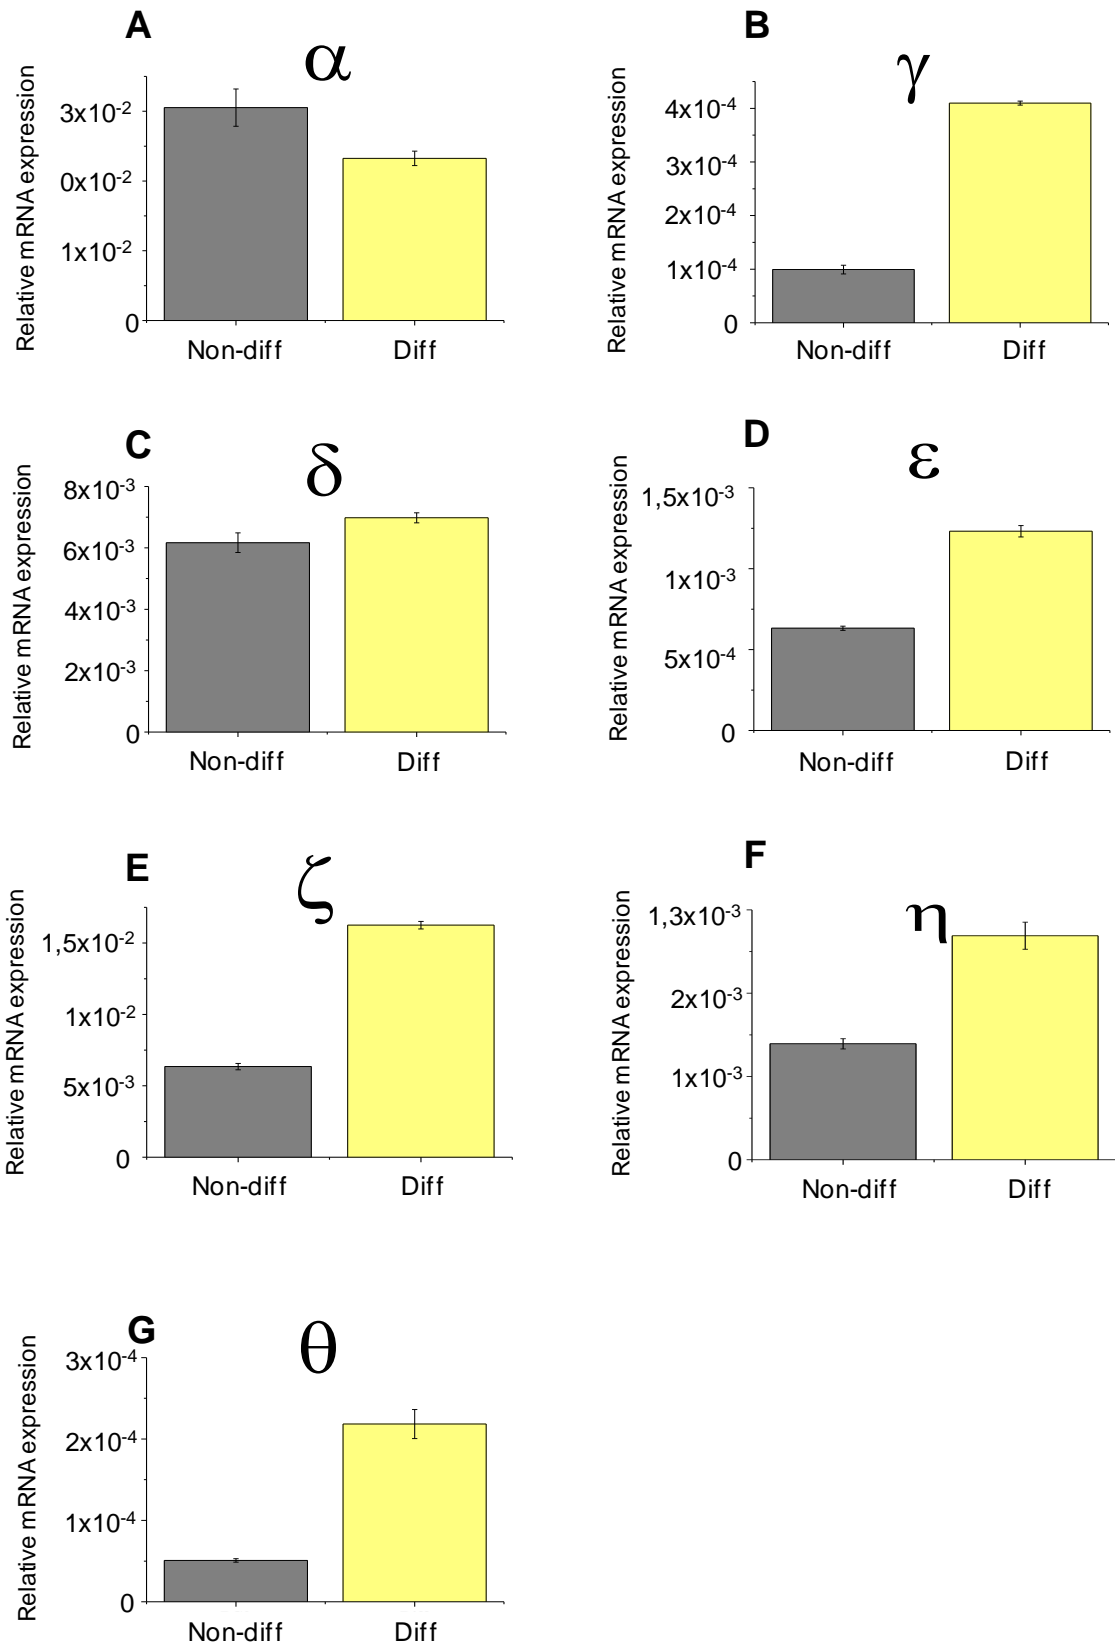 A
α
Relative mRNA expression
3x10⁻²
0x10⁻²
1x10⁻²
0
Non-diff
Diff
B
γ
Relative mRNA expression
4x10⁻⁴
3x10⁻⁴
2x10⁻⁴
1x10⁻⁴
0
Non-diff
Diff
C
δ
Relative mRNA expression
8x10⁻³
6x10⁻³
4x10⁻³
2x10⁻³
0
Non-diff
Diff
D
ε
Relative mRNA expression
1,5x10⁻³
1x10⁻³
5x10⁻⁴
0
Non-diff
Diff
E
ζ
Relative mRNA expression
1,5x10⁻²
1x10⁻²
5x10⁻³
0
Non-diff
Diff
F
η
Relative mRNA expression
1,3x10⁻³
2x10⁻³
1x10⁻³
0
Non-diff
Diff
G
θ
Relative mRNA expression
3x10⁻⁴
2x10⁻⁴
1x10⁻⁴
0
Non-diff
Diff